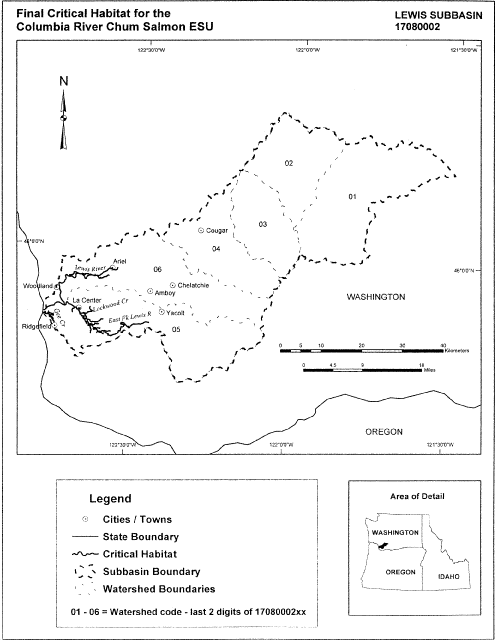 Final Critical Habitat for the
Columbia River Chum Salmon ESU
LEWIS SUBBASIN
17080002
122°30'0"W
122°0'0"W
121°30'0"W
N
02
01
03
04
Cougar
46°0'0"N
06
Lewis River
Ariel
46°0'0"N
Woodland
Chelatchie
Amboy
WASHINGTON
La Center
Lockwood Cr
Yacolt
East Fk Lewis R
Gee Cr
Ridgefield
05
0 5 10 20 30 40
Kilometers
0 4.5 9 18
Miles
OREGON
122°0'0"W
121°30'0"W
Legend
Cities / Towns
State Boundary
Critical Habitat
Subbasin Boundary
Watershed Boundaries
01 - 06 = Watershed code - last 2 digits of 17080002xx
Area of Detail
WASHINGTON
OREGON
IDAHO